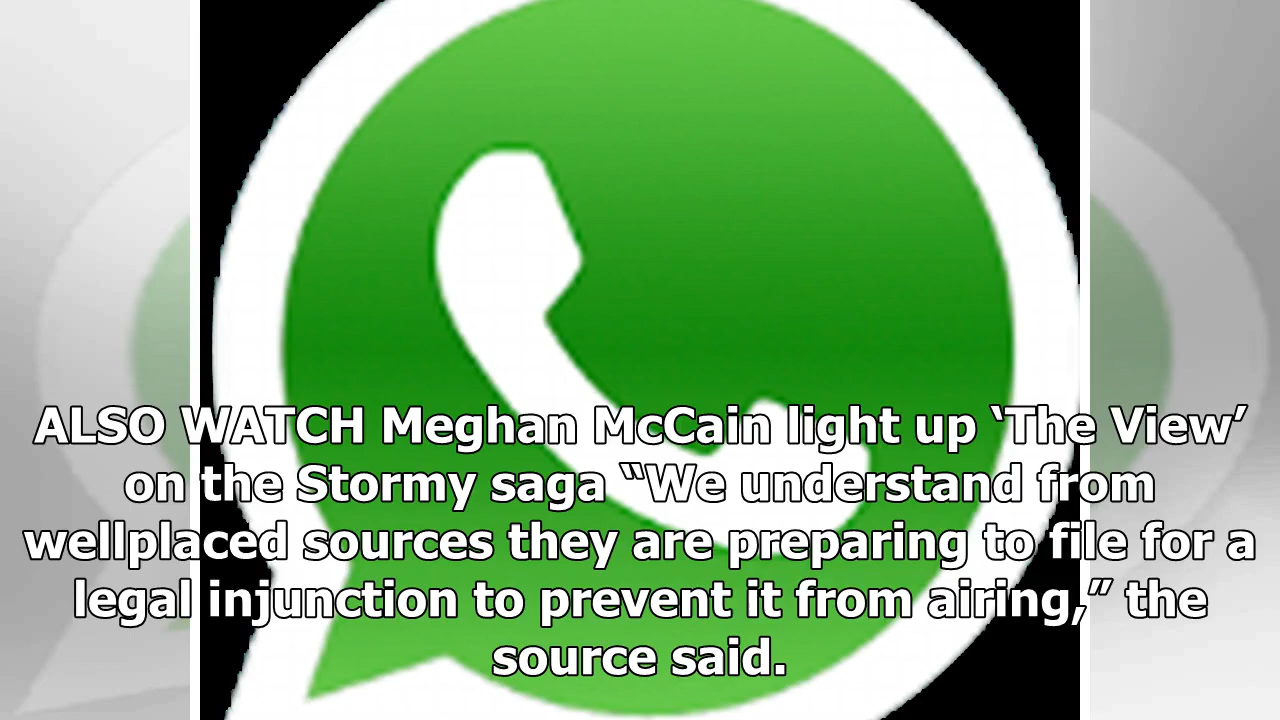 ALSO WATCH Meghan McCain light up ‘The View’
on the Stormy saga “We understand from
wellplaced sources they are preparing to file for a
legal injunction to prevent it from airing,” the
source said.